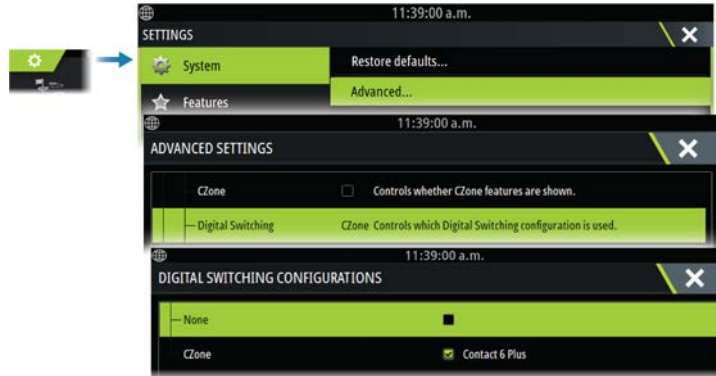 11:39:00 a.m.
SETTINGS
System
Restore defaults...
Advanced...
Features
11:39:00 a.m.
ADVANCED SETTINGS
CZone Controls whether CZone features are shown.
Digital Switching CZone Controls which Digital Switching configuration is used.
11:39:00 a.m.
DIGITAL SWITCHING CONFIGURATIONS
None
CZone Contact 6 Plus